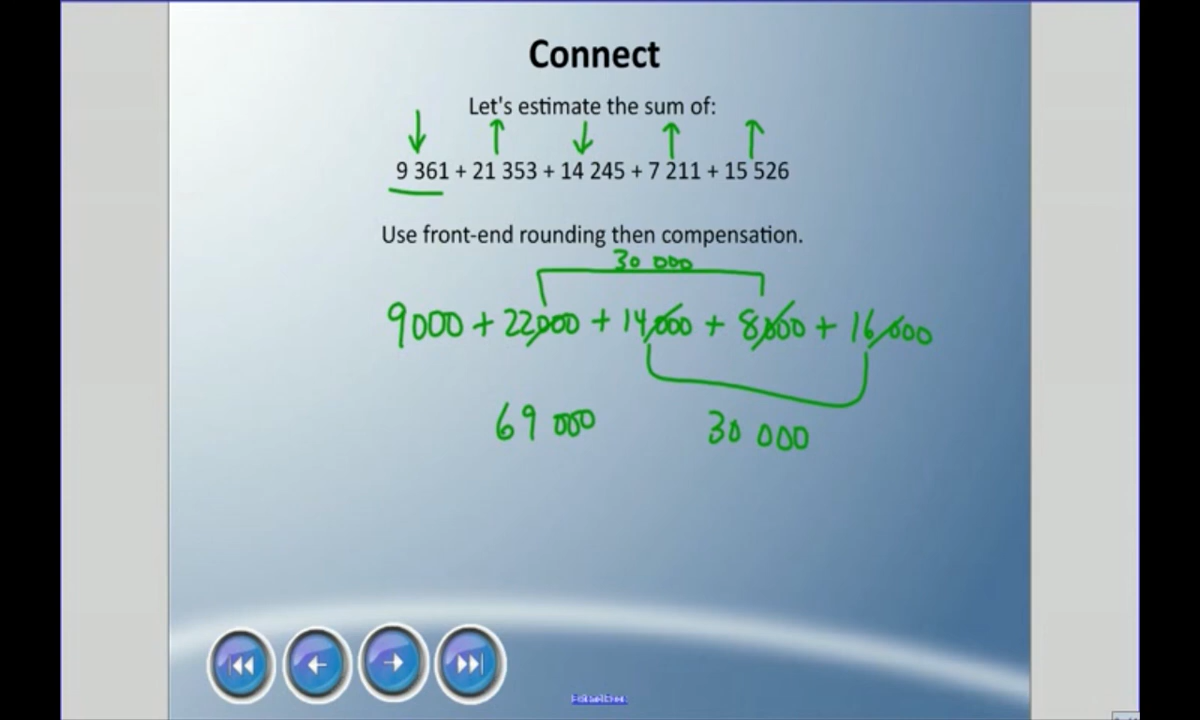 Connect
Let's estimate the sum of:
9 361 + 21 353 + 14 245 + 7 211 + 15 526
Use front-end rounding then compensation.
30 000
9000 + 22000 + 14000 + 8000 + 16000
69 000 30 000